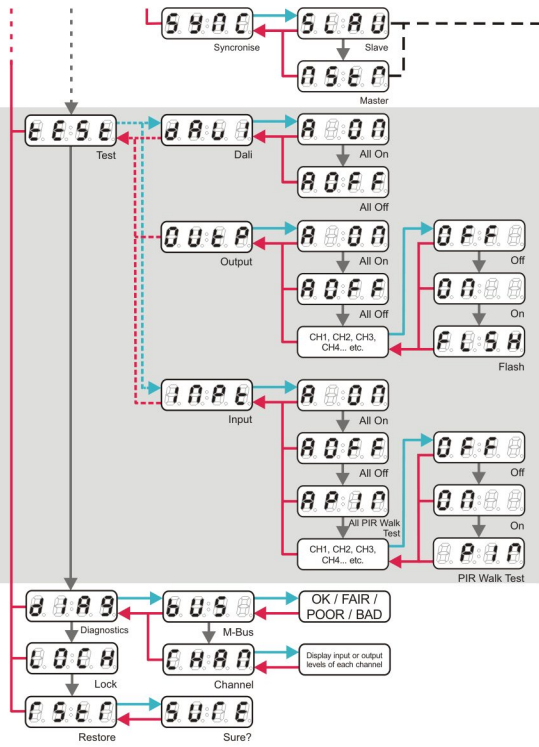 SYNC SLAV
Syncronise Slave
MStR
Master
tESt dALI A ON
Test Dali All On
AOFF
All Off
OUtP A ON OFF
Output All On Off
AOFF ON
All Off On
CH1, CH2, CH3,
CH4... etc.
FLSH
Flash
INPt A ON
Input All On
AOFF OFF
All Off Off
APIR ON
All PIR Walk
Test
On
CH1, CH2, CH3,
CH4... etc.
PIR
PIR Walk Test
dIAg bUS OK / FAIR /
POOR / BAD
Diagnostics M-Bus
LOCK CHAN Display input or output
levels of each channel
Lock Channel
rStr SURE
Restore Sure?